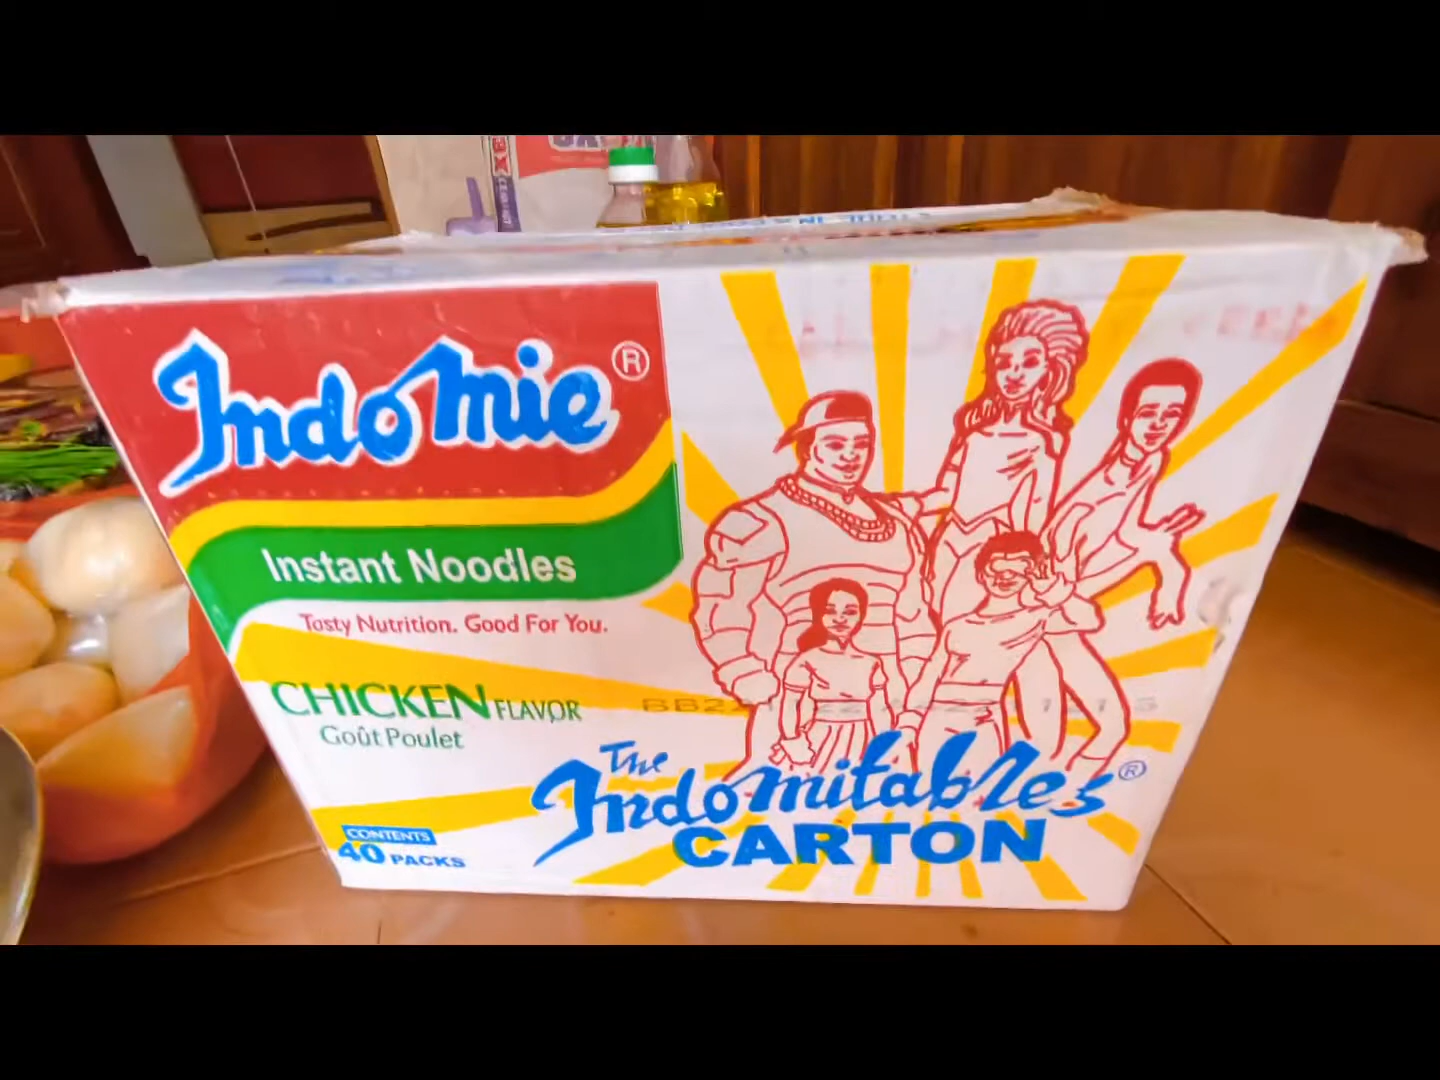 Indomie®
Instant Noodles
Tasty Nutrition. Good For You.
CHICKEN FLAVOR
Goût Poulet
CONTENTS
40 PACKS
The
Indomitables®
CARTON